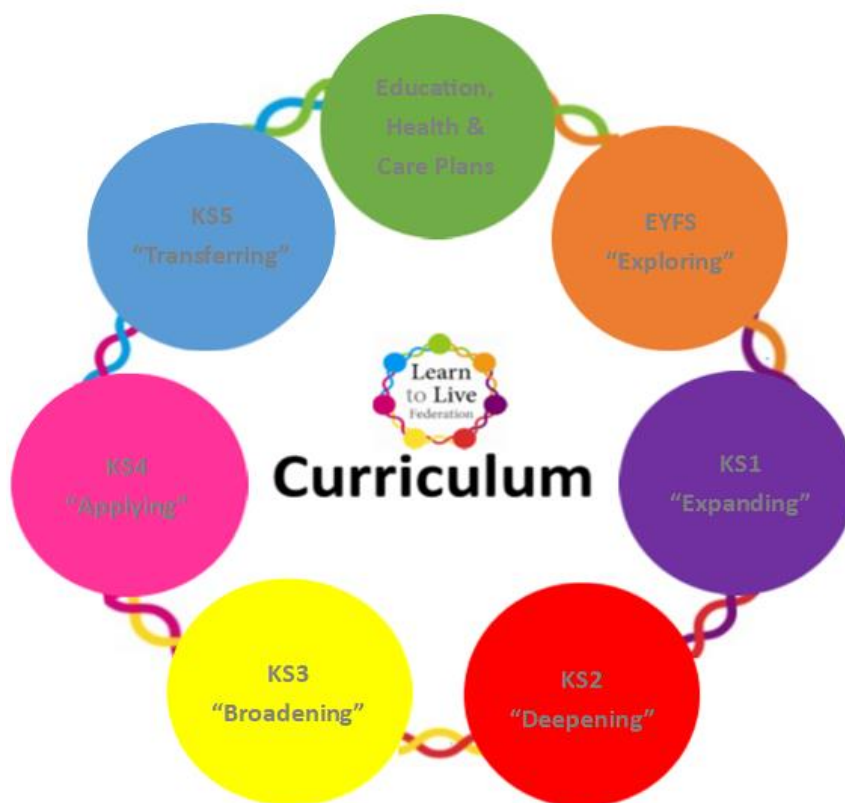 Education,
Health &
Care Plans
EYFS
“Exploring”
KS1
“Expanding”
KS2
“Deepening”
KS3
“Broadening”
KS4
“Applying”
KS5
“Transferring”
Learn
to Live
Federation
Curriculum